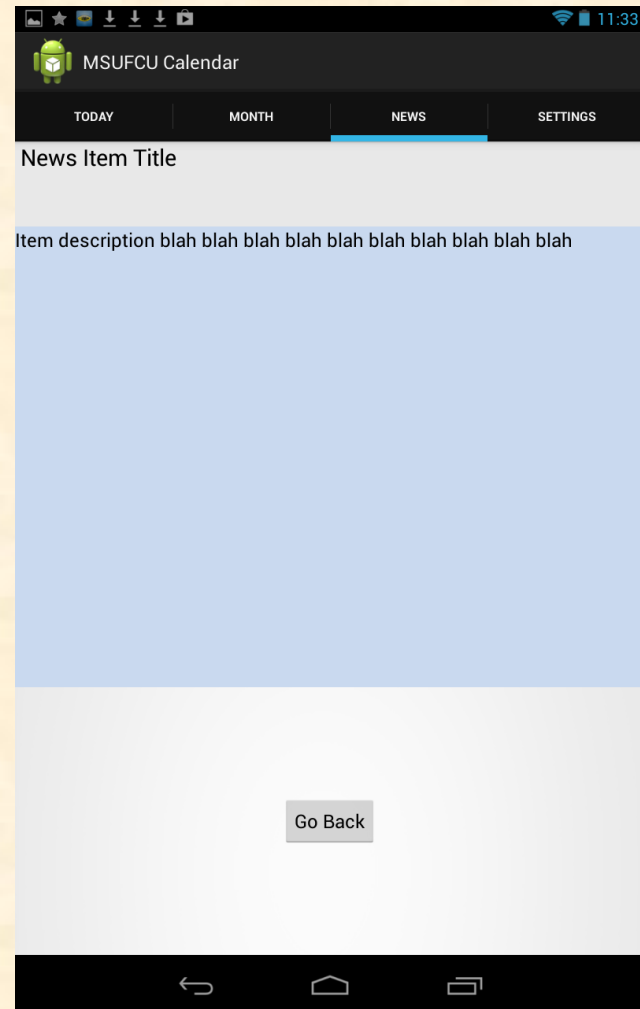 11:33
MSUFCU Calendar
TODAY MONTH NEWS SETTINGS
News Item Title
Item description blah blah blah blah blah blah blah blah blah blah
Go Back